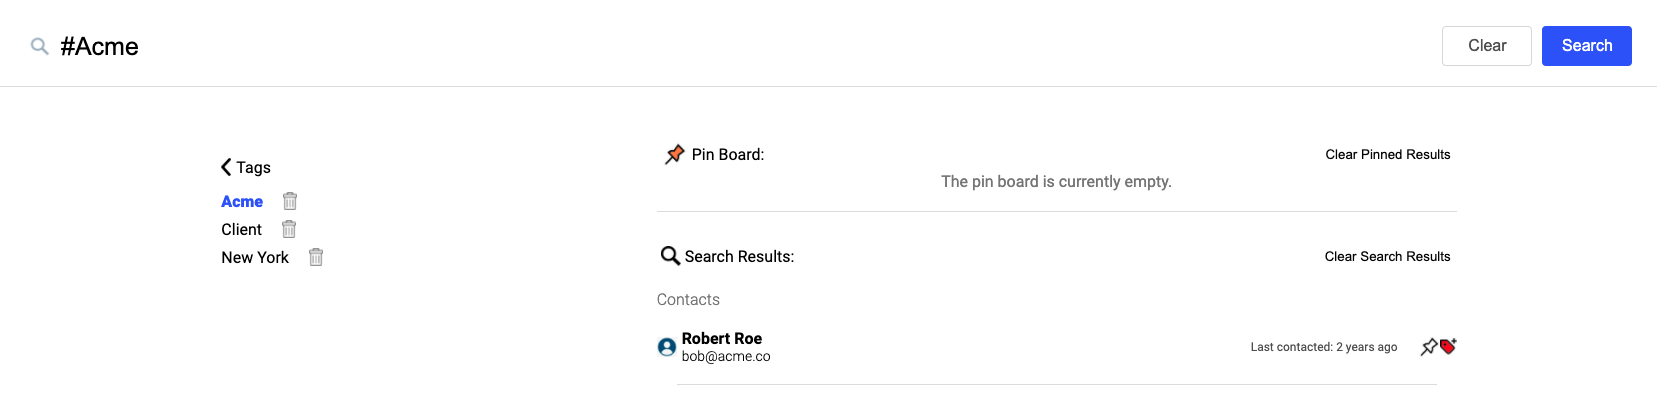 #Acme
Clear
Search
Tags
Acme
Client
New York
Pin Board:
Clear Pinned Results
The pin board is currently empty.
Search Results:
Clear Search Results
Contacts
Robert Roe
bob@acme.co
Last contacted: 2 years ago